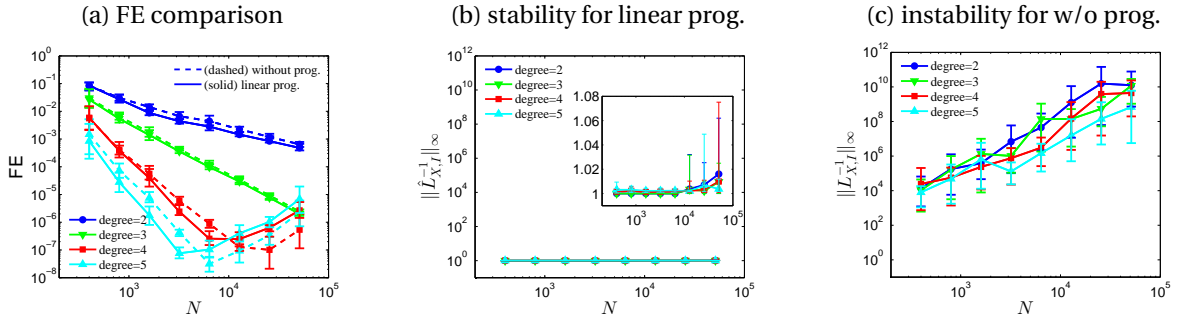 (a) FE comparison
10^0
10^-1
10^-2
10^-3
10^-4
10^-5
10^-6
10^-7
10^-8
FE
(dashed) without prog.
(solid) linear prog.
degree=2
degree=3
degree=4
degree=5
10^3
10^4
10^5
N
(b) stability for linear prog.
10^12
10^10
10^8
10^6
10^4
10^2
10^0
||L̂^{-1}_{X,I}||_∞
degree=2
degree=3
degree=4
degree=5
1.08
1.06
1.04
1.02
1
10^3
10^4
10^5
10^3
10^4
10^5
N
(c) instability for w/o prog.
10^12
10^10
10^8
10^6
10^4
10^2
10^0
||L^{-1}_{X,I}||_∞
degree=2
degree=3
degree=4
degree=5
10^3
10^4
10^5
N